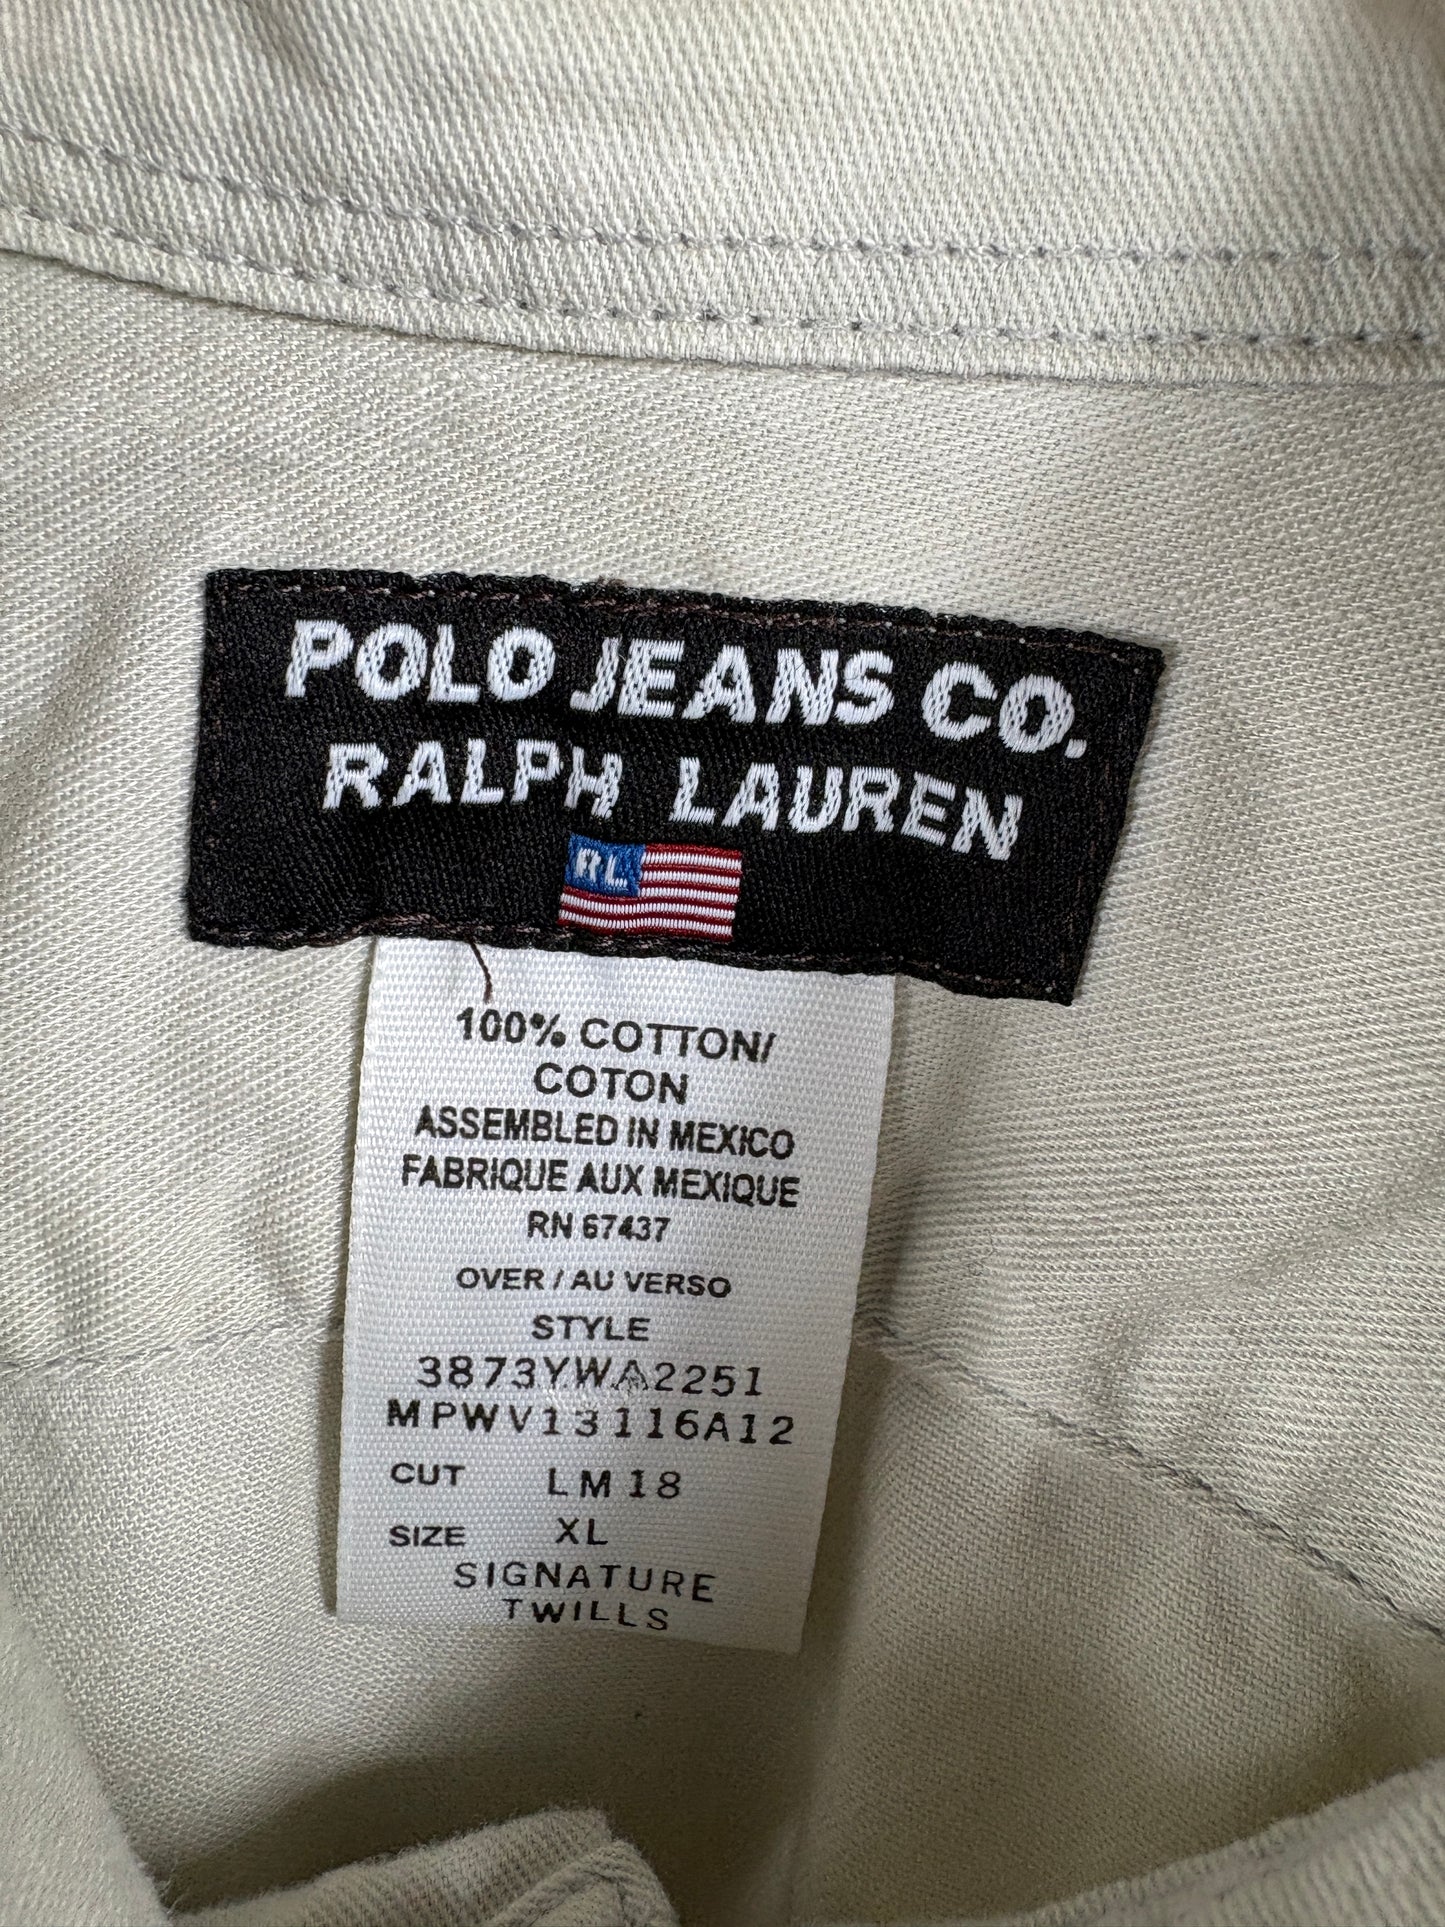 POLO JEANS CO.
RALPH LAUREN
RL
100% COTTON/
COTON
ASSEMBLED IN MEXICO
FABRIQUE AUX MEXIQUE
RN 67437
OVER / AU VERSO
STYLE
3873YWA2251
MPWV13116A12
CUT LM18
SIZE XL
SIGNATURE
TWILLS